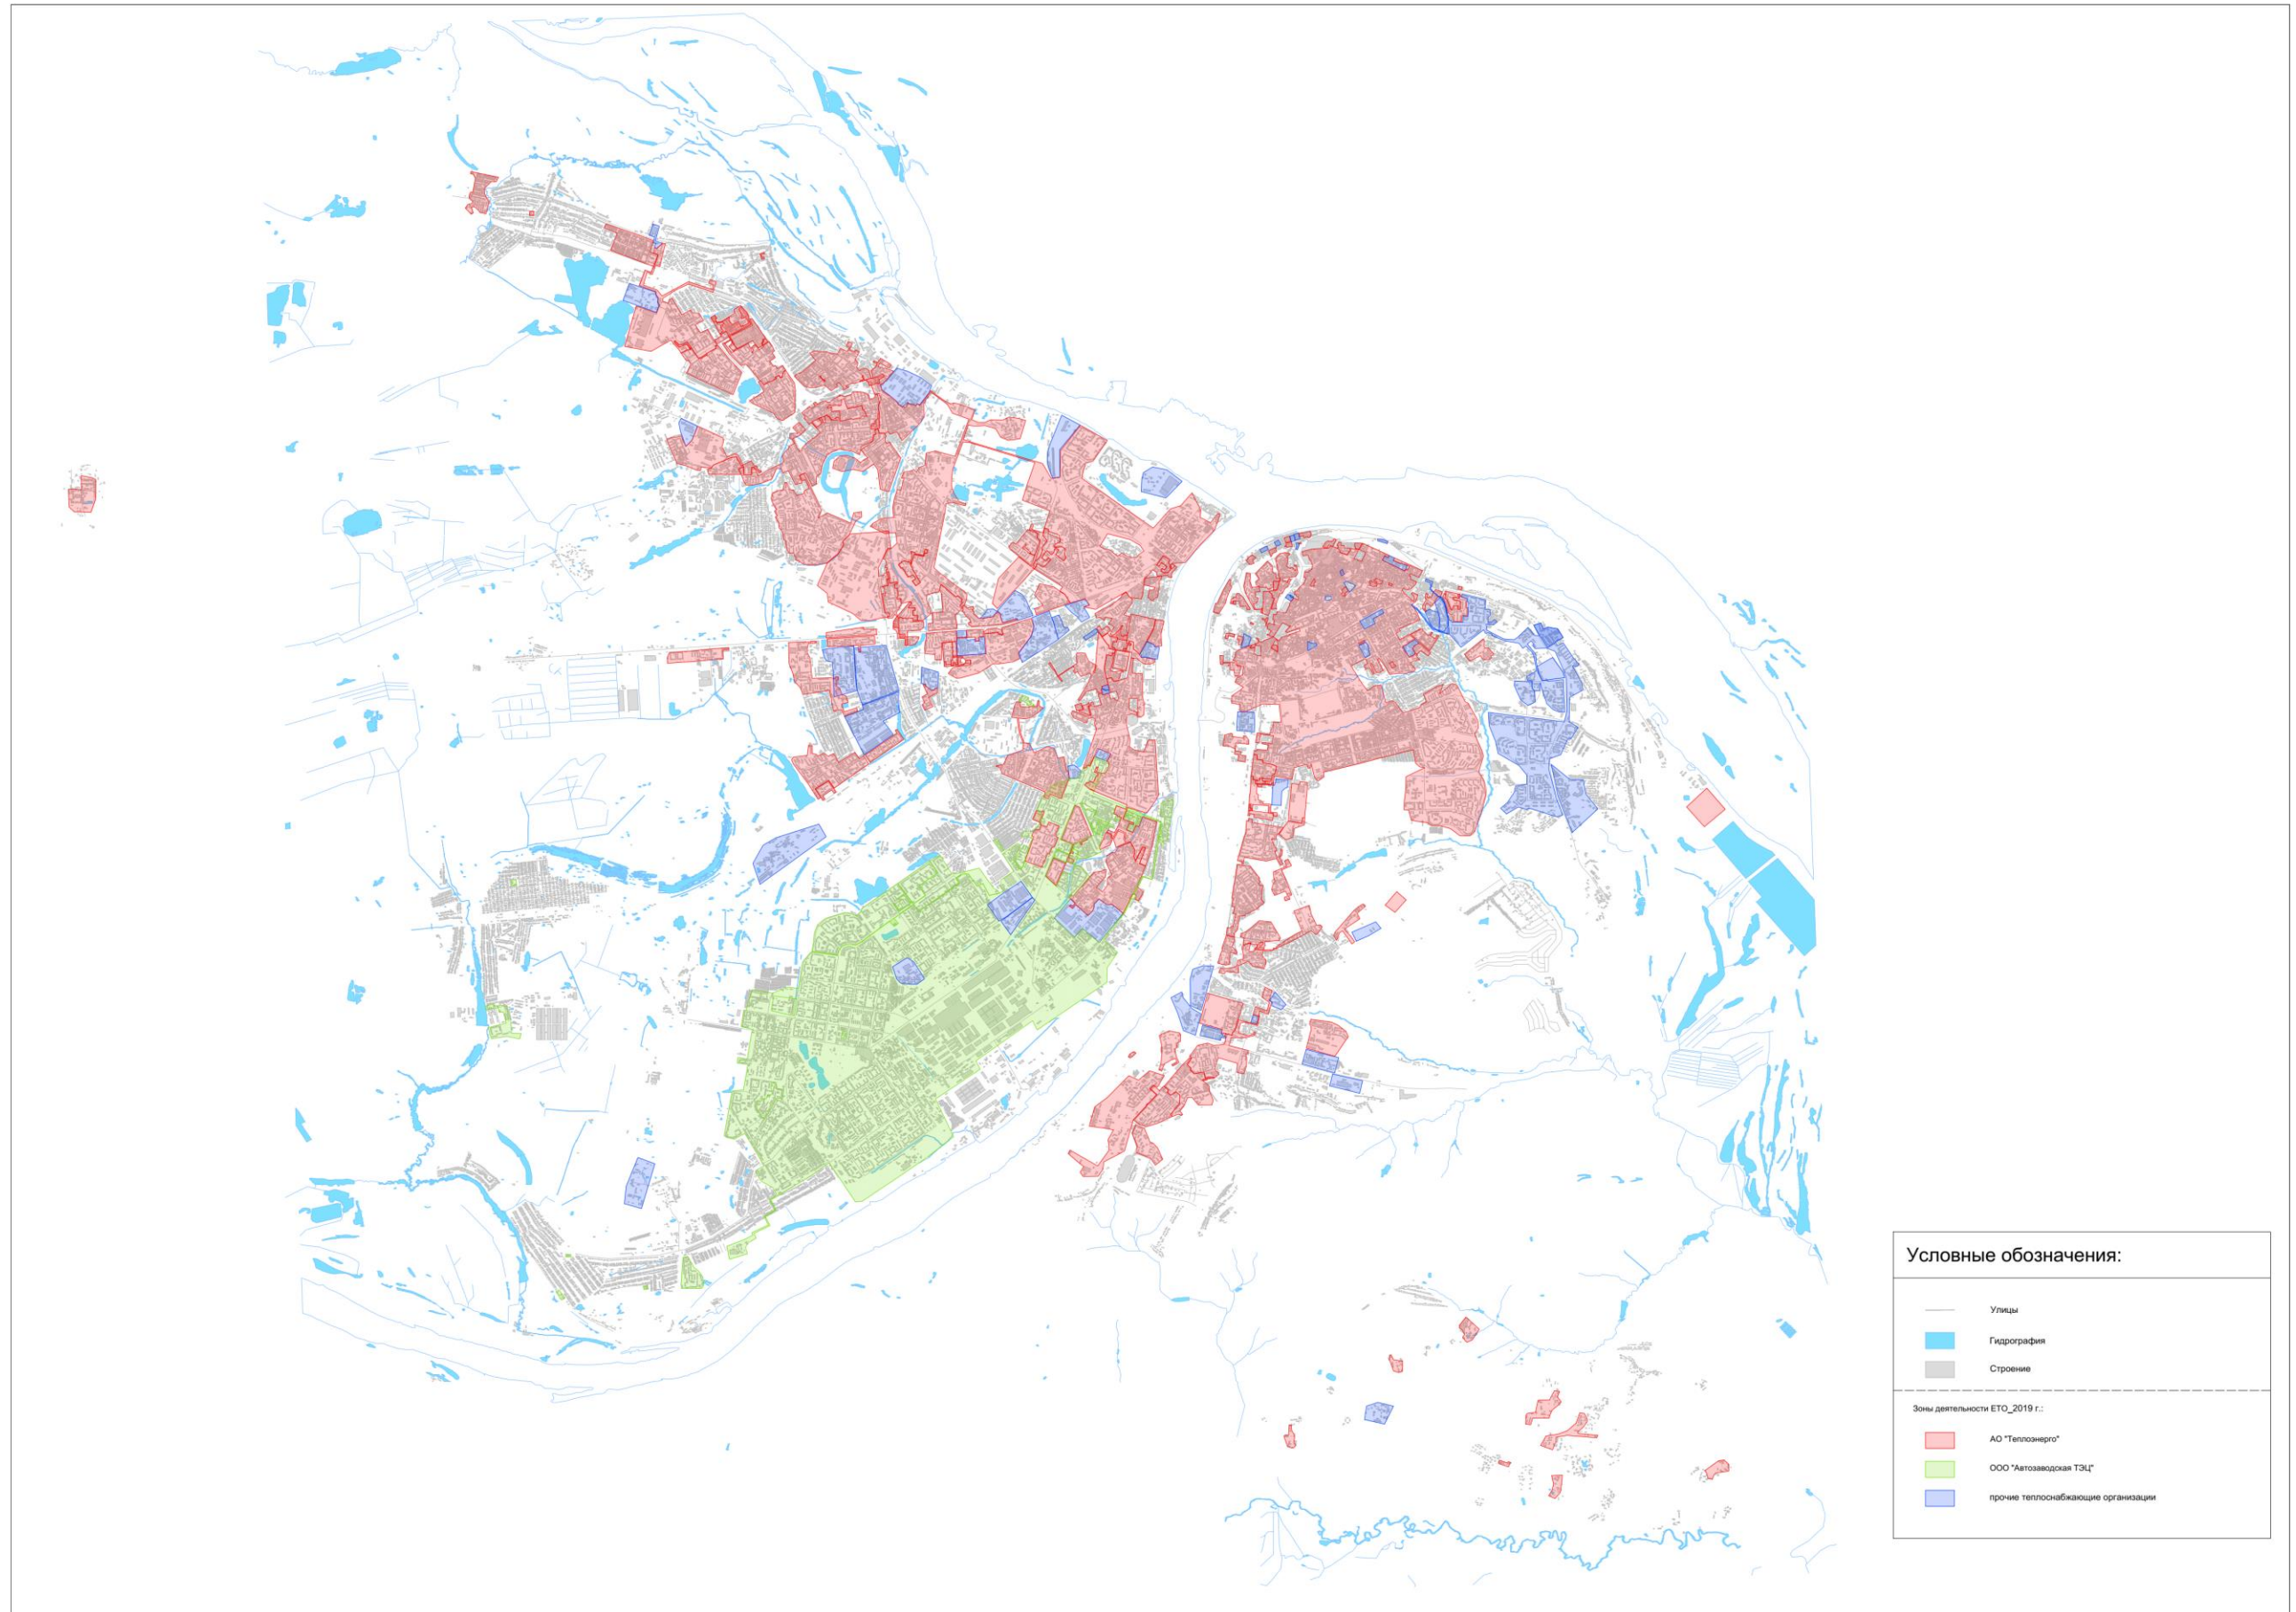 Условные обозначения:
Улицы
Гидрография
Строение
Зоны деятельности ЕТО_2019 г.:
АО "Теплоэнерго"
ООО "Автозаводская ТЭЦ"
прочие теплоснабжающие организации